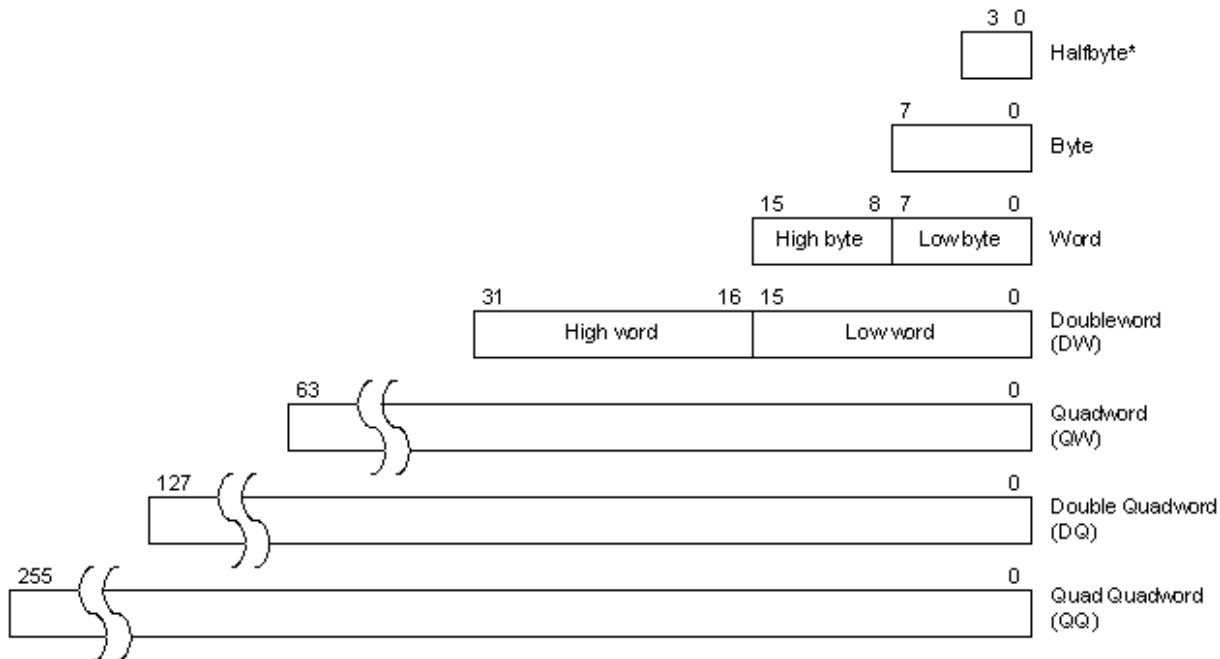 3 0
Halfbyte*
7 0
Byte
15 8 7 0
High byte Low byte Word
31 16 15 0
High word Low word Doubleword
(DW)
63 0
Quadword
(QW)
127 0
Double Quadword
(DQ)
255 0
Quad Quadword
(QQ)